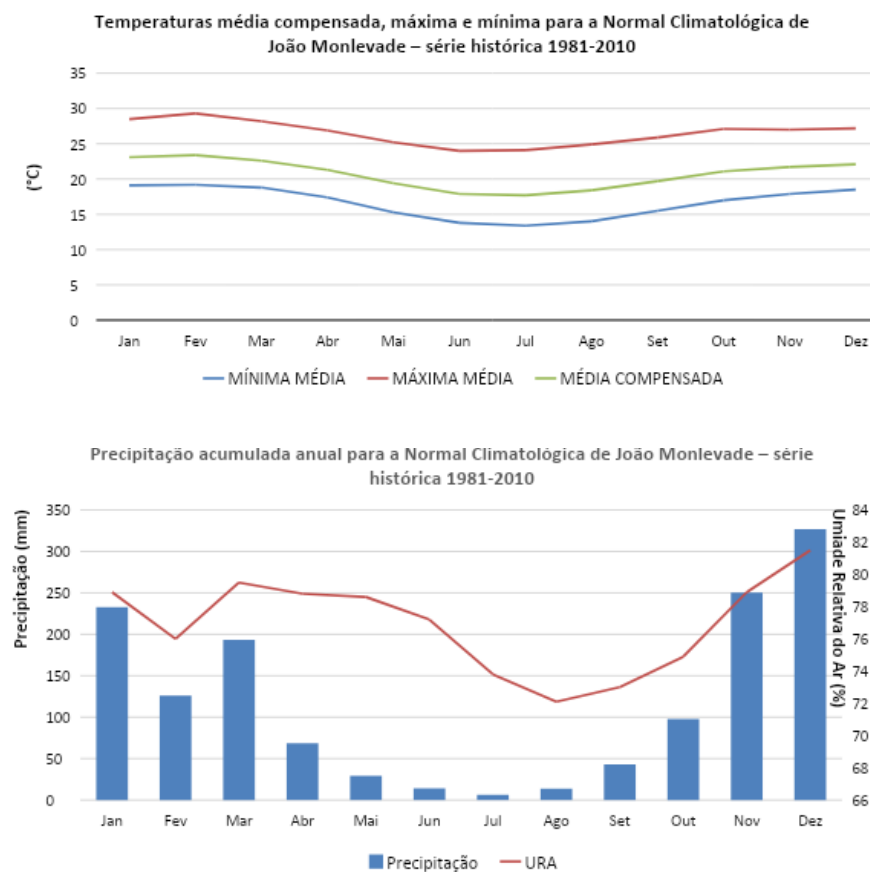 Temperaturas média compensada, máxima e mínima para a Normal Climatológica de
João Monlevade – série histórica 1981-2010
35
30
25
20
15
10
5
0
(°C)
Jan Fev Mar Abr Mai Jun Jul Ago Set Out Nov Dez
MÍNIMA MÉDIA MÁXIMA MÉDIA MÉDIA COMPENSADA
Precipitação acumulada anual para a Normal Climatológica de João Monlevade – série
histórica 1981-2010
Precipitação (mm)
350
300
250
200
150
100
50
0
84
82
80
78
76
74
72
70
68
66
Umiade Relativa do Ar (%)
Jan Fev Mar Abr Mai Jun Jul Ago Set Out Nov Dez
Precipitação URA